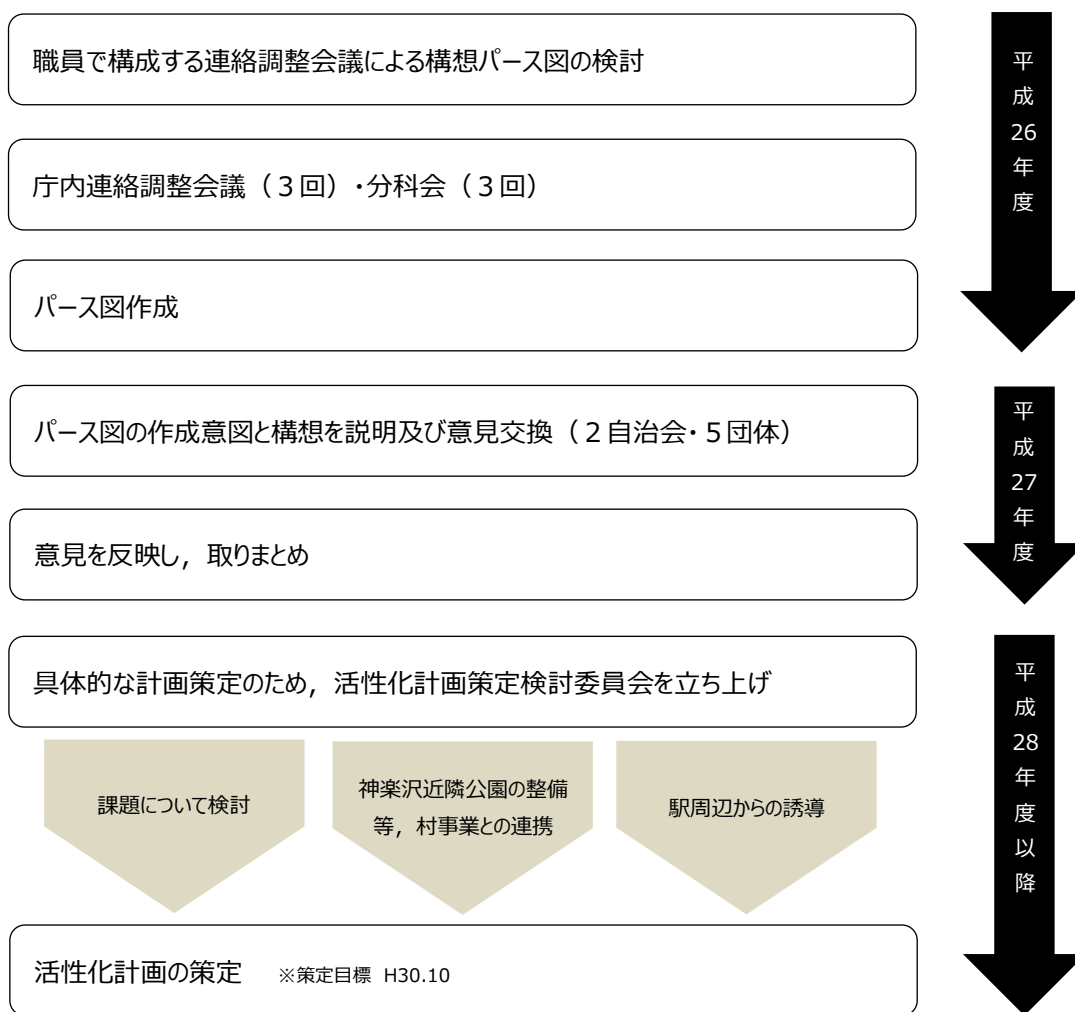 職員で構成する連絡調整会議による構想パース図の検討
庁内連絡調整会議（３回）・分科会（３回）
パース図作成
平成26年度
パース図の作成意図と構想を説明及び意見交換（２自治会・５団体）
意見を反映し，取りまとめ
平成27年度
具体的な計画策定のため，活性化計画策定検討委員会を立ち上げ
課題について検討
神楽沢近隣公園の整備
等，村事業との連携
駅周辺からの誘導
活性化計画の策定　※策定目標 H30.10
平成28年度以降